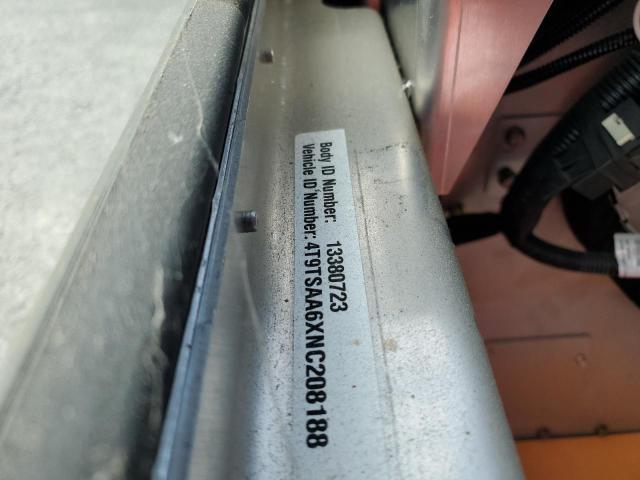 Body ID Number: 13380723
Vehicle ID Number: 4T9TSAA6XNC208188